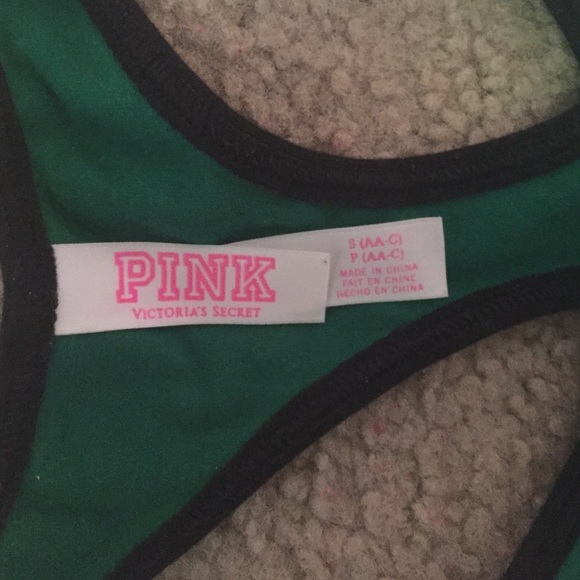 PINK
VICTORIA'S SECRET
S (AA-C)
P (AA-C)
MADE IN CHINA
FAIT EN CHINE
HECHO EN CHINA